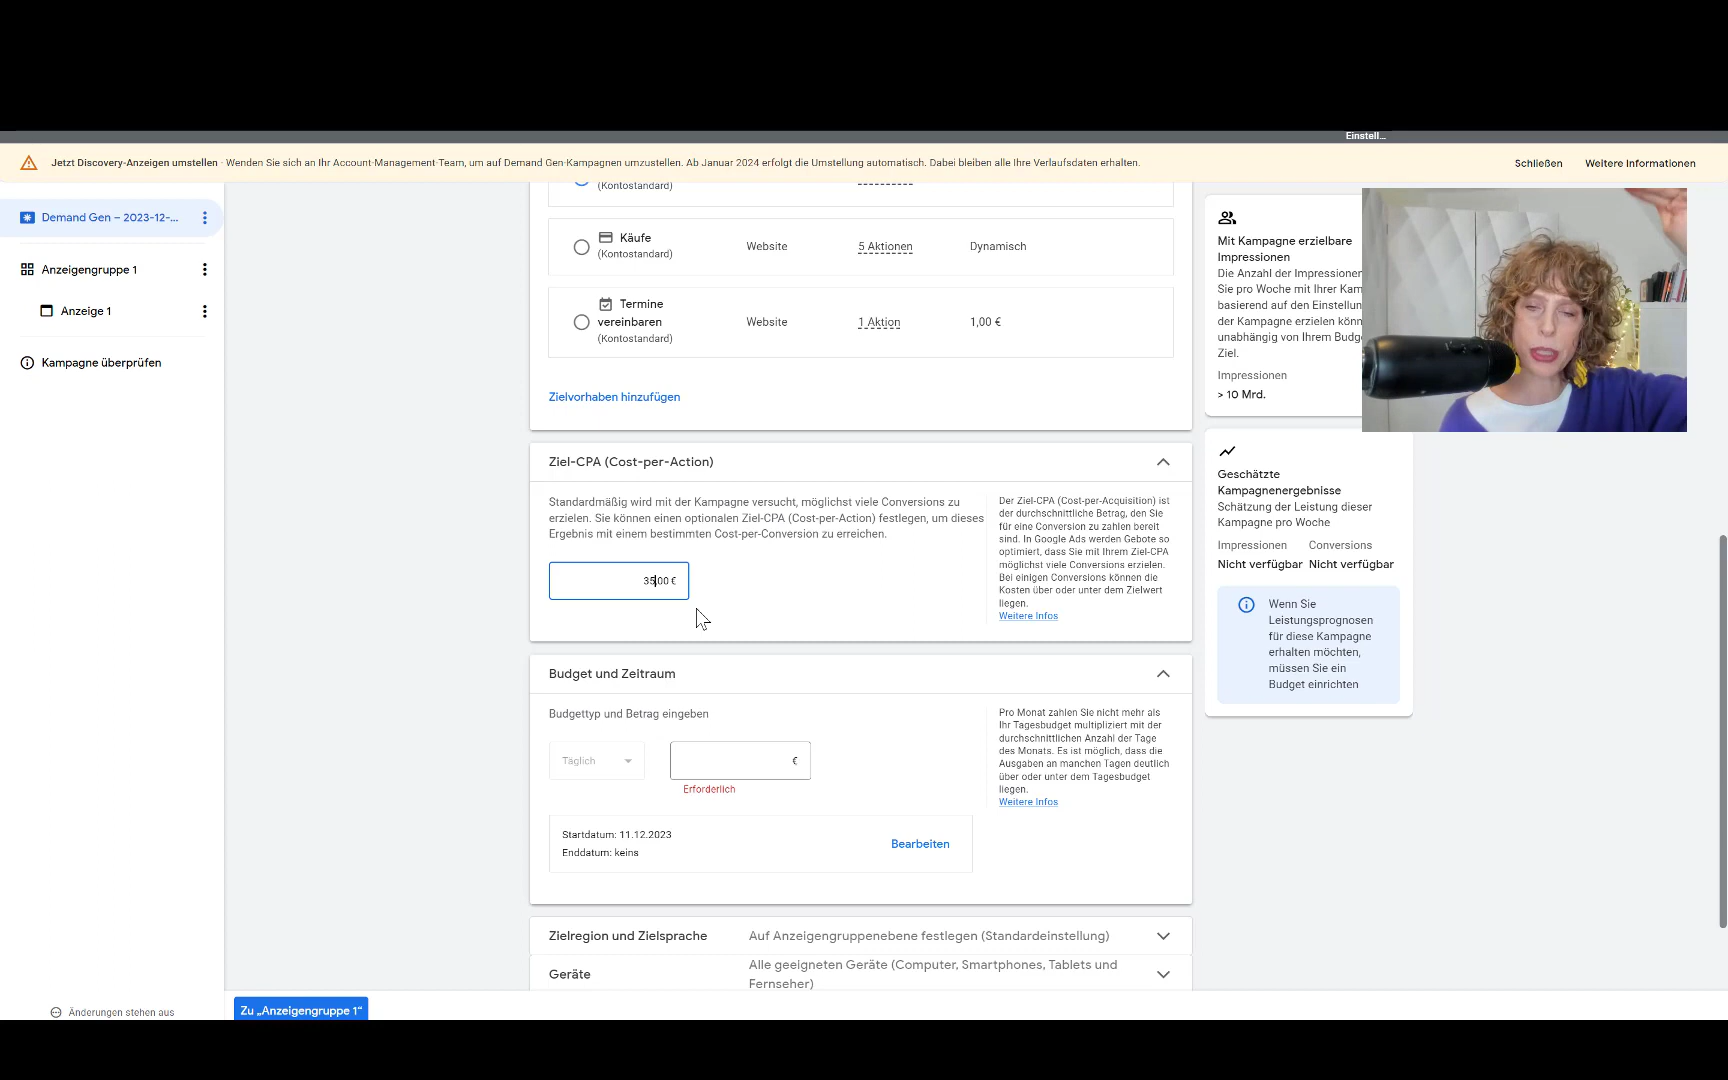 Einstell...
Jetzt Discovery-Anzeigen umstellen - Wenden Sie sich an Ihr Account-Management-Team, um auf Demand Gen-Kampagnen umzustellen. Ab Januar 2024 erfolgt die Umstellung automatisch. Dabei bleiben alle Ihre Verlaufsdaten erhalten.
Schließen
Weitere Informationen
Demand Gen – 2023-12-...
Anzeigengruppe 1
Anzeige 1
Kampagne überprüfen
(Kontostandard)
Käufe
(Kontostandard)
Website
5 Aktionen
Dynamisch
Termine
vereinbaren
(Kontostandard)
Website
1 Aktion
1,00 €
Zielvorhaben hinzufügen
Ziel-CPA (Cost-per-Action)
Standardmäßig wird mit der Kampagne versucht, möglichst viele Conversions zu
erzielen. Sie können einen optionalen Ziel-CPA (Cost-per-Action) festlegen, um dieses
Ergebnis mit einem bestimmten Cost-per-Conversion zu erreichen.
35,00 €
Der Ziel-CPA (Cost-per-Acquisition) ist
der durchschnittliche Betrag, den Sie
für eine Conversion zu zahlen bereit
sind. In Google Ads werden Gebote so
optimiert, dass Sie mit Ihrem Ziel-CPA
möglichst viele Conversions erzielen.
Bei einigen Conversions können die
Kosten über oder unter dem Zielwert
liegen.
Weitere Infos
Budget und Zeitraum
Budgettyp und Betrag eingeben
Täglich
€
Erforderlich
Pro Monat zahlen Sie nicht mehr als
Ihr Tagesbudget multipliziert mit der
durchschnittlichen Anzahl der Tage
des Monats. Es ist möglich, dass die
Ausgaben an manchen Tagen deutlich
über oder unter dem Tagesbudget
liegen.
Weitere Infos
Startdatum: 11.12.2023
Enddatum: keins
Bearbeiten
Zielregion und Zielsprache
Auf Anzeigengruppenebene festlegen (Standardeinstellung)
Geräte
Alle geeigneten Geräte (Computer, Smartphones, Tablets und
Fernseher)
Mit Kampagne erzielbare
Impressionen
Die Anzahl der Impressionen
Sie pro Woche mit Ihrer Kam
basierend auf den Einstellun
der Kampagne erzielen könn
unabhängig von Ihrem Budg
Ziel.
Impressionen
> 10 Mrd.
Geschätzte
Kampagnenergebnisse
Schätzung der Leistung dieser
Kampagne pro Woche
Impressionen
Conversions
Nicht verfügbar
Nicht verfügbar
Wenn Sie
Leistungsprognosen
für diese Kampagne
erhalten möchten,
müssen Sie ein
Budget einrichten
Änderungen stehen aus
Zu „Anzeigengruppe 1“